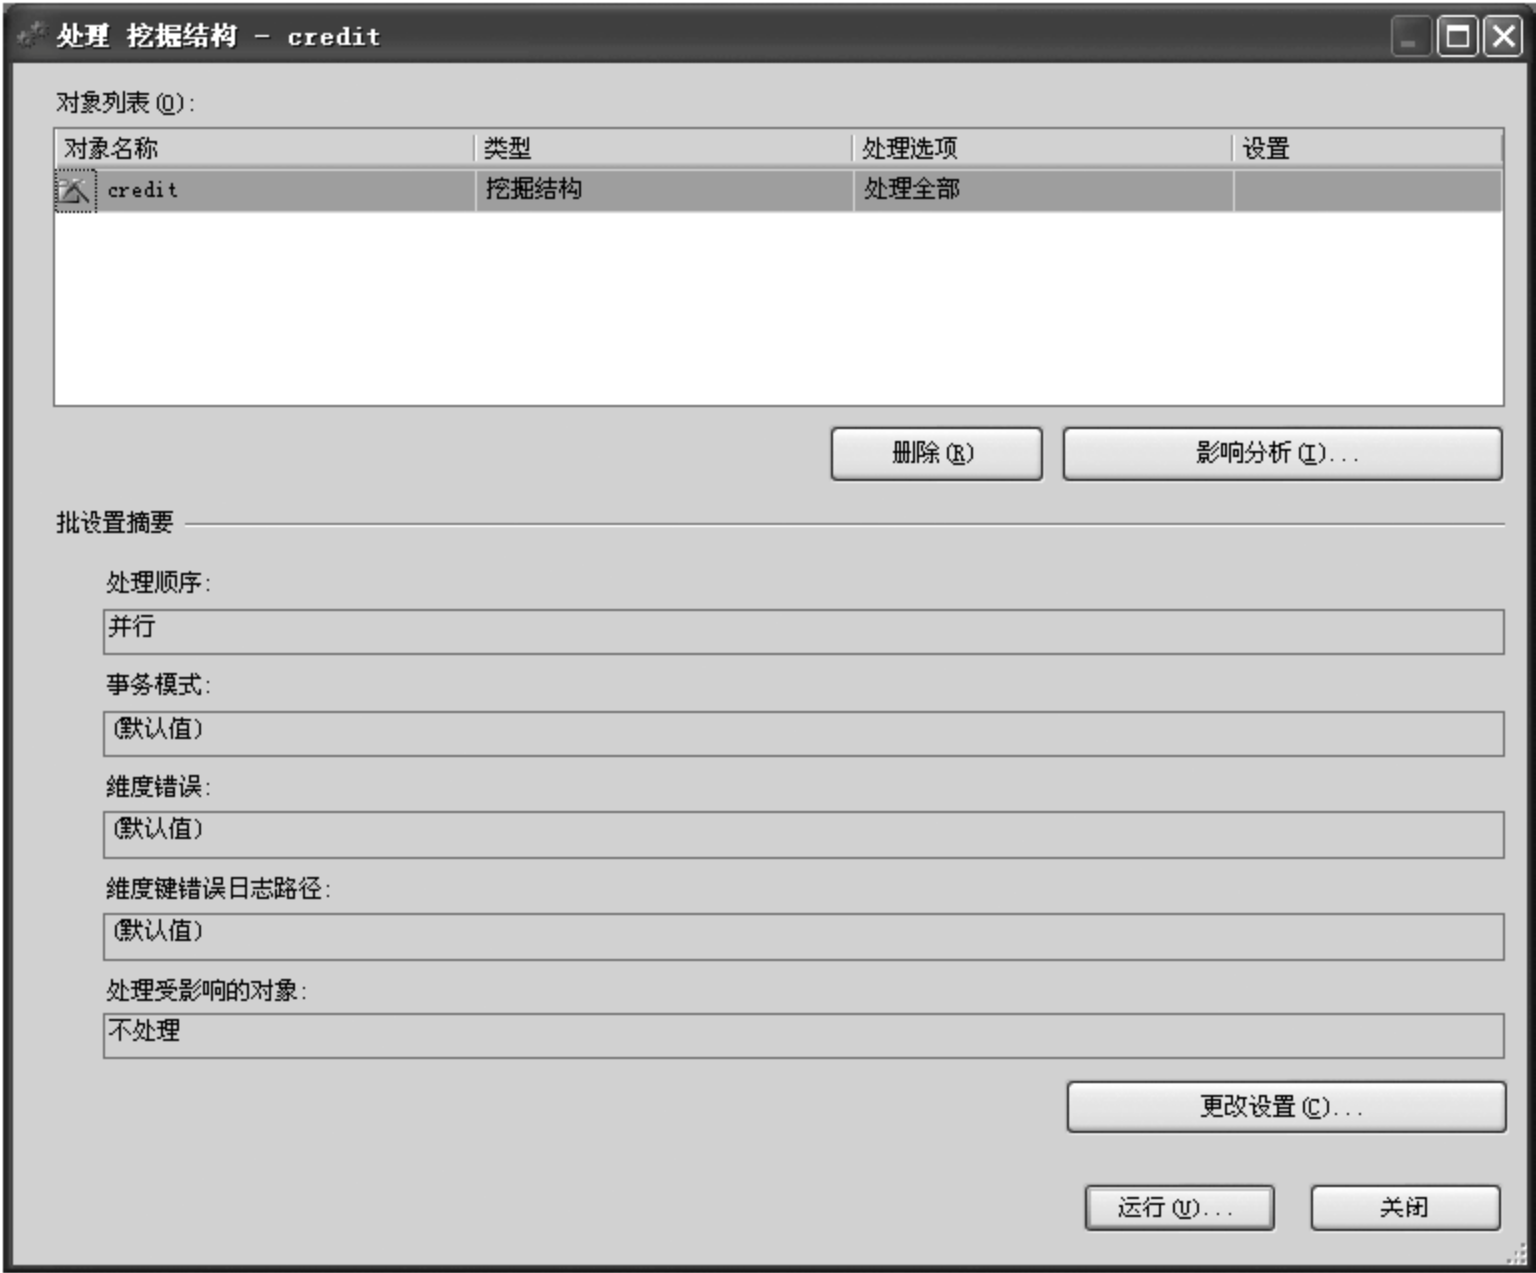 处理 挖掘结构 - credit
对象列表(O):
对象名称 类型 处理选项 设置
credit 挖掘结构 处理全部
删除(R) 影响分析(I)...
批设置摘要
处理顺序:
并行
事务模式:
(默认值)
维度错误:
(默认值)
维度键错误日志路径:
(默认值)
处理受影响的对象:
不处理
更改设置(C)...
运行(U)... 关闭